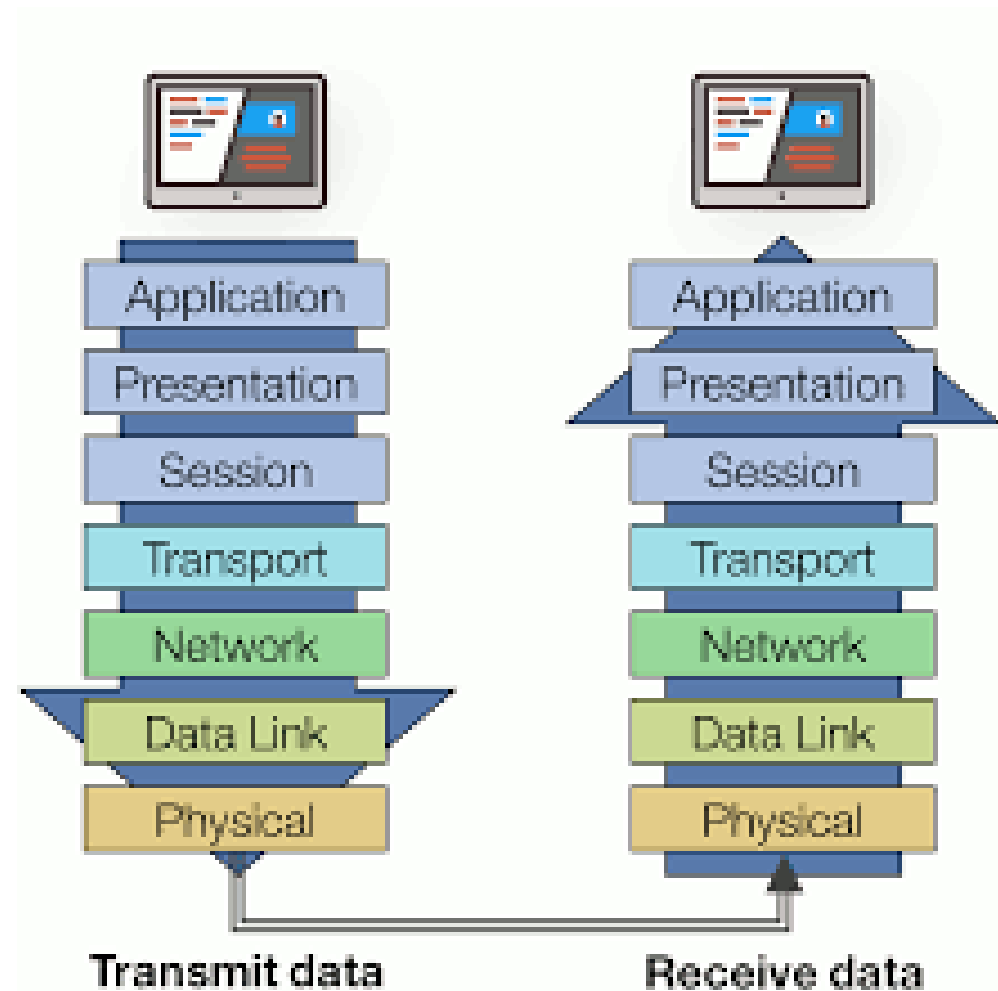 Application
Presentation
Session
Transport
Network
Data Link
Physical
Transmit data
Application
Presentation
Session
Transport
Network
Data Link
Physical
Receive data